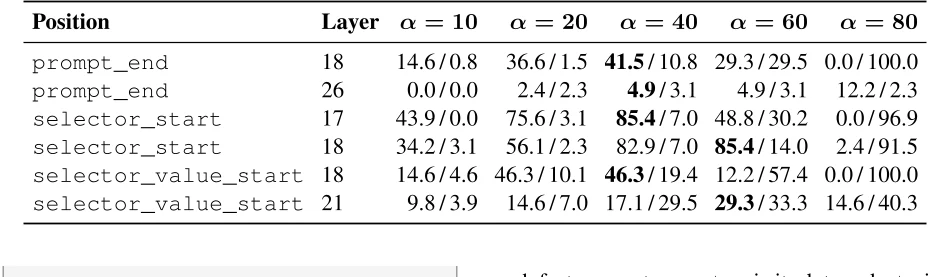 Position Layer α = 10 α = 20 α = 40 α = 60 α = 80
prompt_end 18 14.6/0.8 36.6/1.5 41.5/10.8 29.3/29.5 0.0/100.0
prompt_end 26 0.0/0.0 2.4/2.3 4.9/3.1 4.9/3.1 12.2/2.3
selector_start 17 43.9/0.0 75.6/3.1 85.4/7.0 48.8/30.2 0.0/96.9
selector_start 18 34.2/3.1 56.1/2.3 82.9/7.0 85.4/14.0 2.4/91.5
selector_value_start 18 14.6/4.6 46.3/10.1 46.3/19.4 12.2/57.4 0.0/100.0
selector_value_start 21 9.8/3.9 14.6/7.0 17.1/29.5 29.3/33.3 14.6/40.3